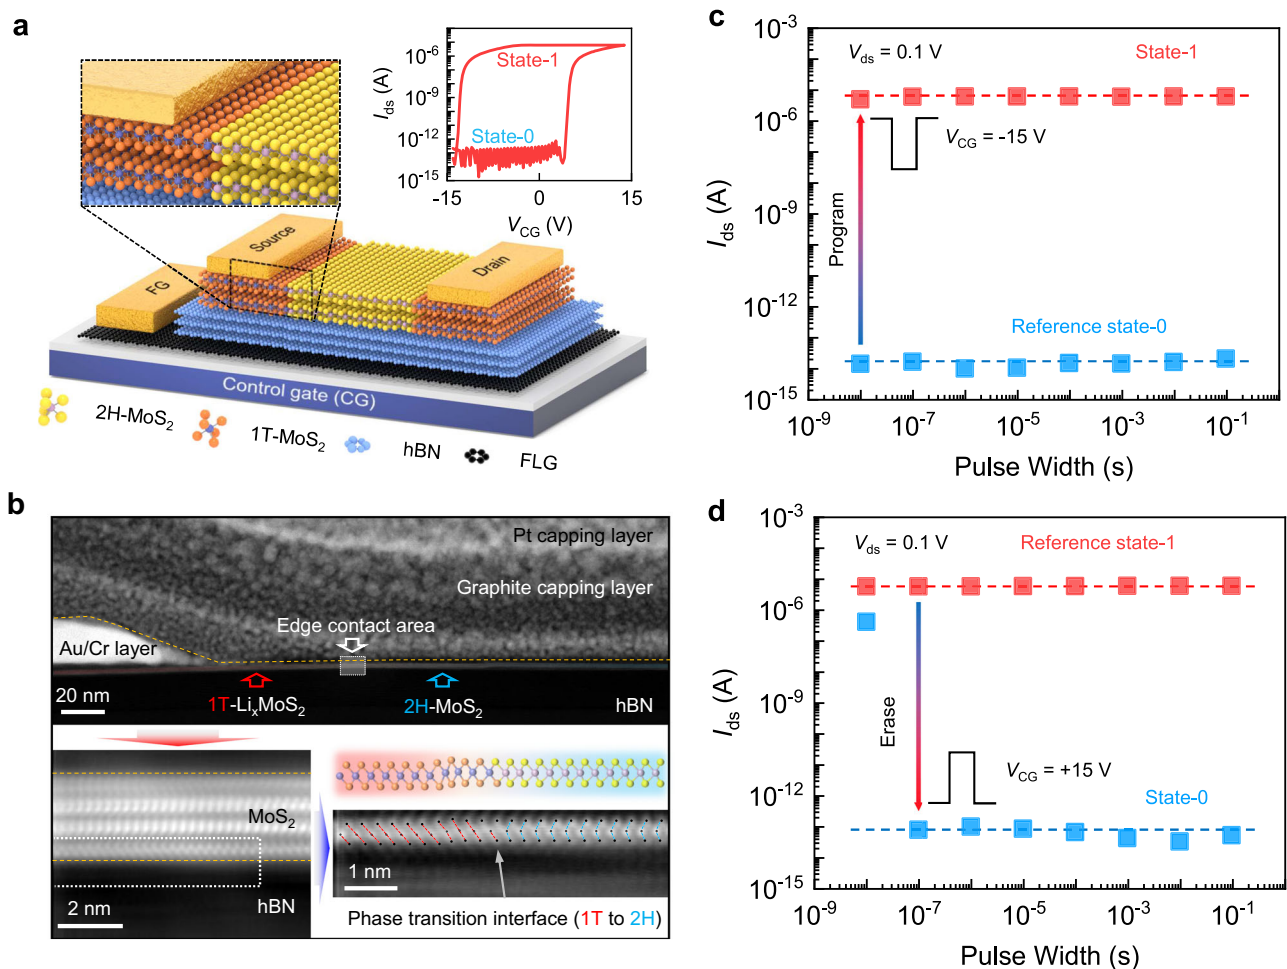 a
10⁻⁶
10⁻⁹
10⁻¹²
10⁻¹⁵
I_ds (A)
State-1
State-0
-15
0
15
V_CG (V)
Source
Drain
FG
Control gate (CG)
2H-MoS₂
1T-MoS₂
hBN
FLG
b
Pt capping layer
Graphite capping layer
Edge contact area
Au/Cr layer
20 nm
1T-LiₓMoS₂
2H-MoS₂
hBN
MoS₂
hBN
2 nm
1 nm
Phase transition interface (1T to 2H)
c
10⁻³
10⁻⁶
10⁻⁹
10⁻¹²
10⁻¹⁵
I_ds (A)
V_ds = 0.1 V
State-1
V_CG = -15 V
Program
Reference state-0
10⁻⁹
10⁻⁷
10⁻⁵
10⁻³
10⁻¹
Pulse Width (s)
d
10⁻³
10⁻⁶
10⁻⁹
10⁻¹²
10⁻¹⁵
I_ds (A)
V_ds = 0.1 V
Reference state-1
Erase
V_CG = +15 V
State-0
10⁻⁹
10⁻⁷
10⁻⁵
10⁻³
10⁻¹
Pulse Width (s)